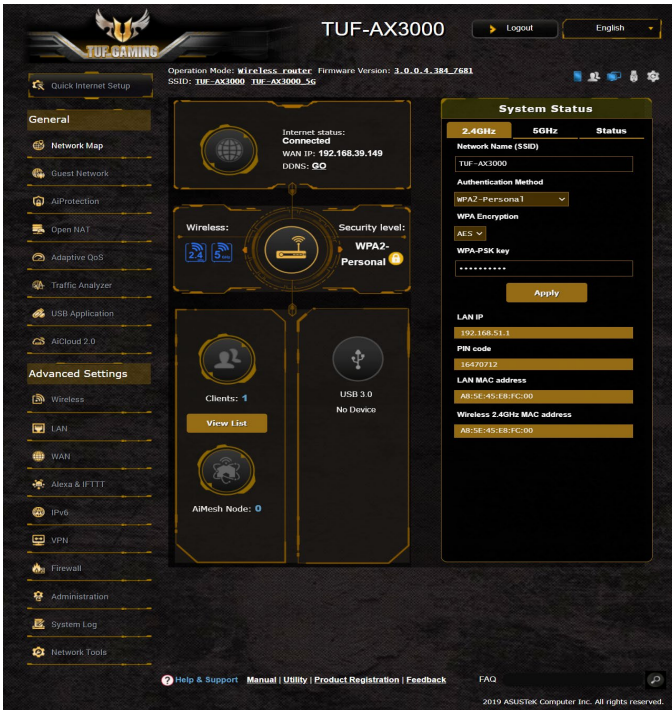 TUF GAMING
TUF-AX3000
Logout
English
Quick Internet Setup
Operation Mode: Wireless router Firmware Version: 3.0.0.4.384_7681
SSID: TUF-AX3000 TUF-AX3000_5G
General
Network Map
Guest Network
AiProtection
Open NAT
Adaptive QoS
Traffic Analyzer
USB Application
AiCloud 2.0
Advanced Settings
Wireless
LAN
WAN
Alexa & IFTTT
IPv6
VPN
Firewall
Administration
System Log
Network Tools
Internet status:
Connected
WAN IP: 192.168.39.149
DDNS: GO
Wireless:
2.4
5
Security level:
WPA2-
Personal
Clients: 1
View List
AiMesh Node: 0
USB 3.0
No Device
System Status
2.4GHz 5GHz Status
Network Name (SSID)
TUF-AX3000
Authentication Method
WPA2-Personal
WPA Encryption
AES
WPA-PSK key
••••••••••
Apply
LAN IP
192.168.51.1
PIN code
16470712
LAN MAC address
A8:5E:45:E8:FC:00
Wireless 2.4GHz MAC address
A8:5E:45:E8:FC:00
Help & Support Manual | Utility | Product Registration | Feedback FAQ
2019 ASUSTeK Computer Inc. All rights reserved.